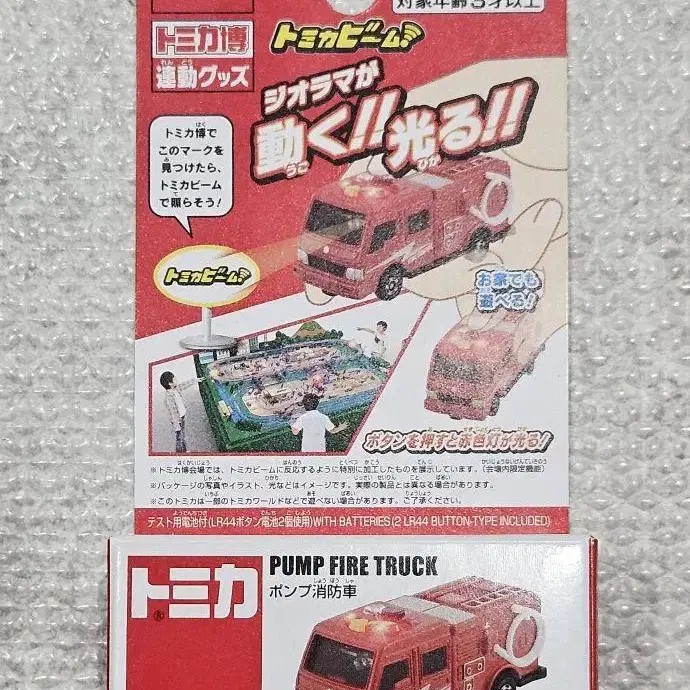 対象年齢3才以上
トミカ博
連動グッズ
トミカビーム
ジオラマが
動く!!光る!!
トミカ博で
このマークを
見つけたら、
トミカビーム
で照らそう!
トミカビーム
お家でも
遊べる!
ボタンを押すと赤色灯が光る!
※トミカ博会場では、トミカビームに反応するように特別に加工したものを展示しています。(会場内限定機能)
※パッケージの写真やイラスト、光などはイメージです。実際の製品とは異なる場合があります。
※このトミカは一部のトミカワールドなどで遊べない場合があります。ご了承ください。
テスト用電池付(LR44ボタン電池2個使用)WITH BATTERIES(2 LR44 BUTTON-TYPE INCLUDED)
トミカ®
PUMP FIRE TRUCK
ポンプ消防車